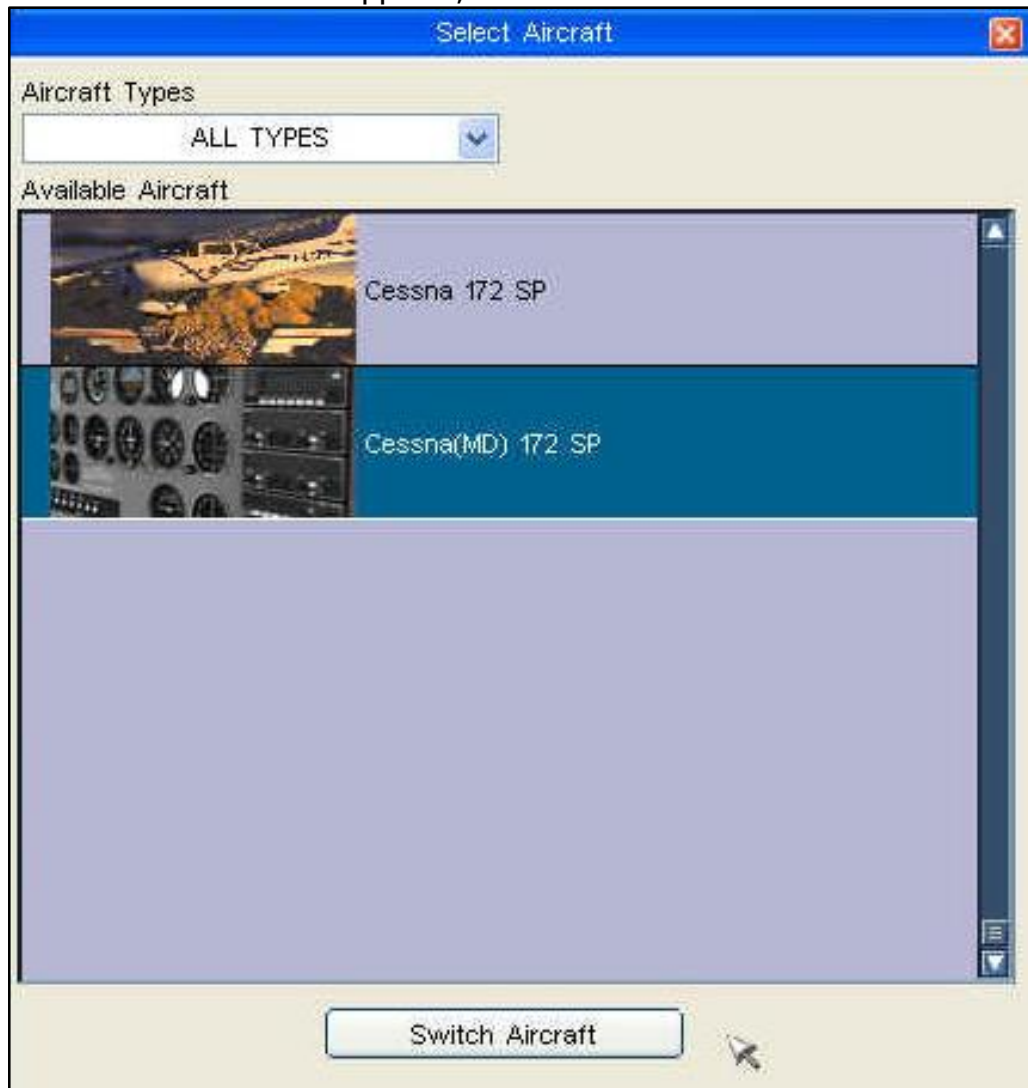 Select Aircraft
Aircraft Types
ALL TYPES
Available Aircraft
Cessna 172 SP
Cessna(MD) 172 SP
Switch Aircraft